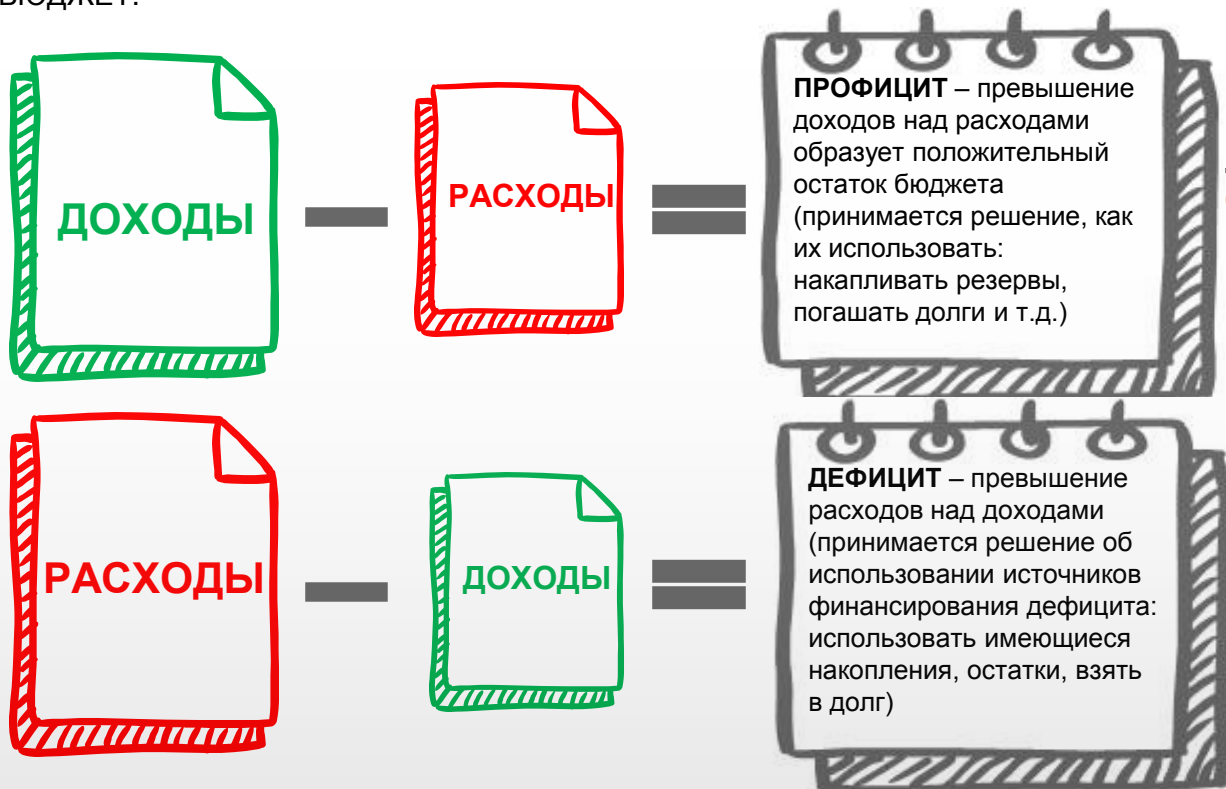 БЮДЖЕТ:
ДОХОДЫ
РАСХОДЫ
ПРОФИЦИТ – превышение
доходов над расходами
образует положительный
остаток бюджета
(принимается решение, как
их использовать:
накапливать резервы,
погашать долги и т.д.)
РАСХОДЫ
ДОХОДЫ
ДЕФИЦИТ – превышение
расходов над доходами
(принимается решение об
использовании источников
финансирования дефицита:
использовать имеющиеся
накопления, остатки, взять
в долг)